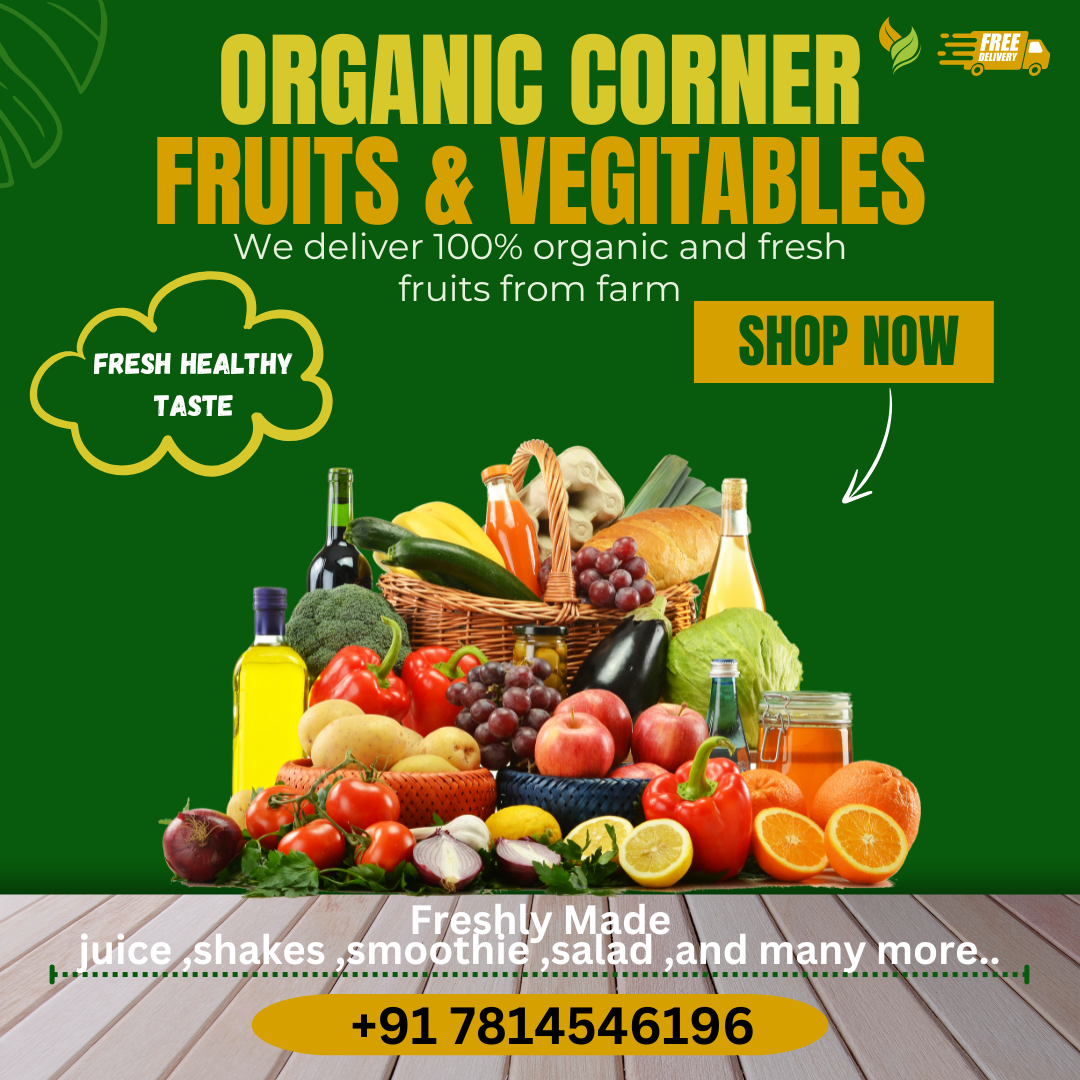 ORGANIC CORNER
FREE
DELIVERY
FRUITS & VEGITABLES
We deliver 100% organic and fresh
fruits from farm
SHOP NOW
FRESH HEALTHY
TASTE
Freshly Made
juice ,shakes ,smoothie ,salad ,and many more..
+91 7814546196